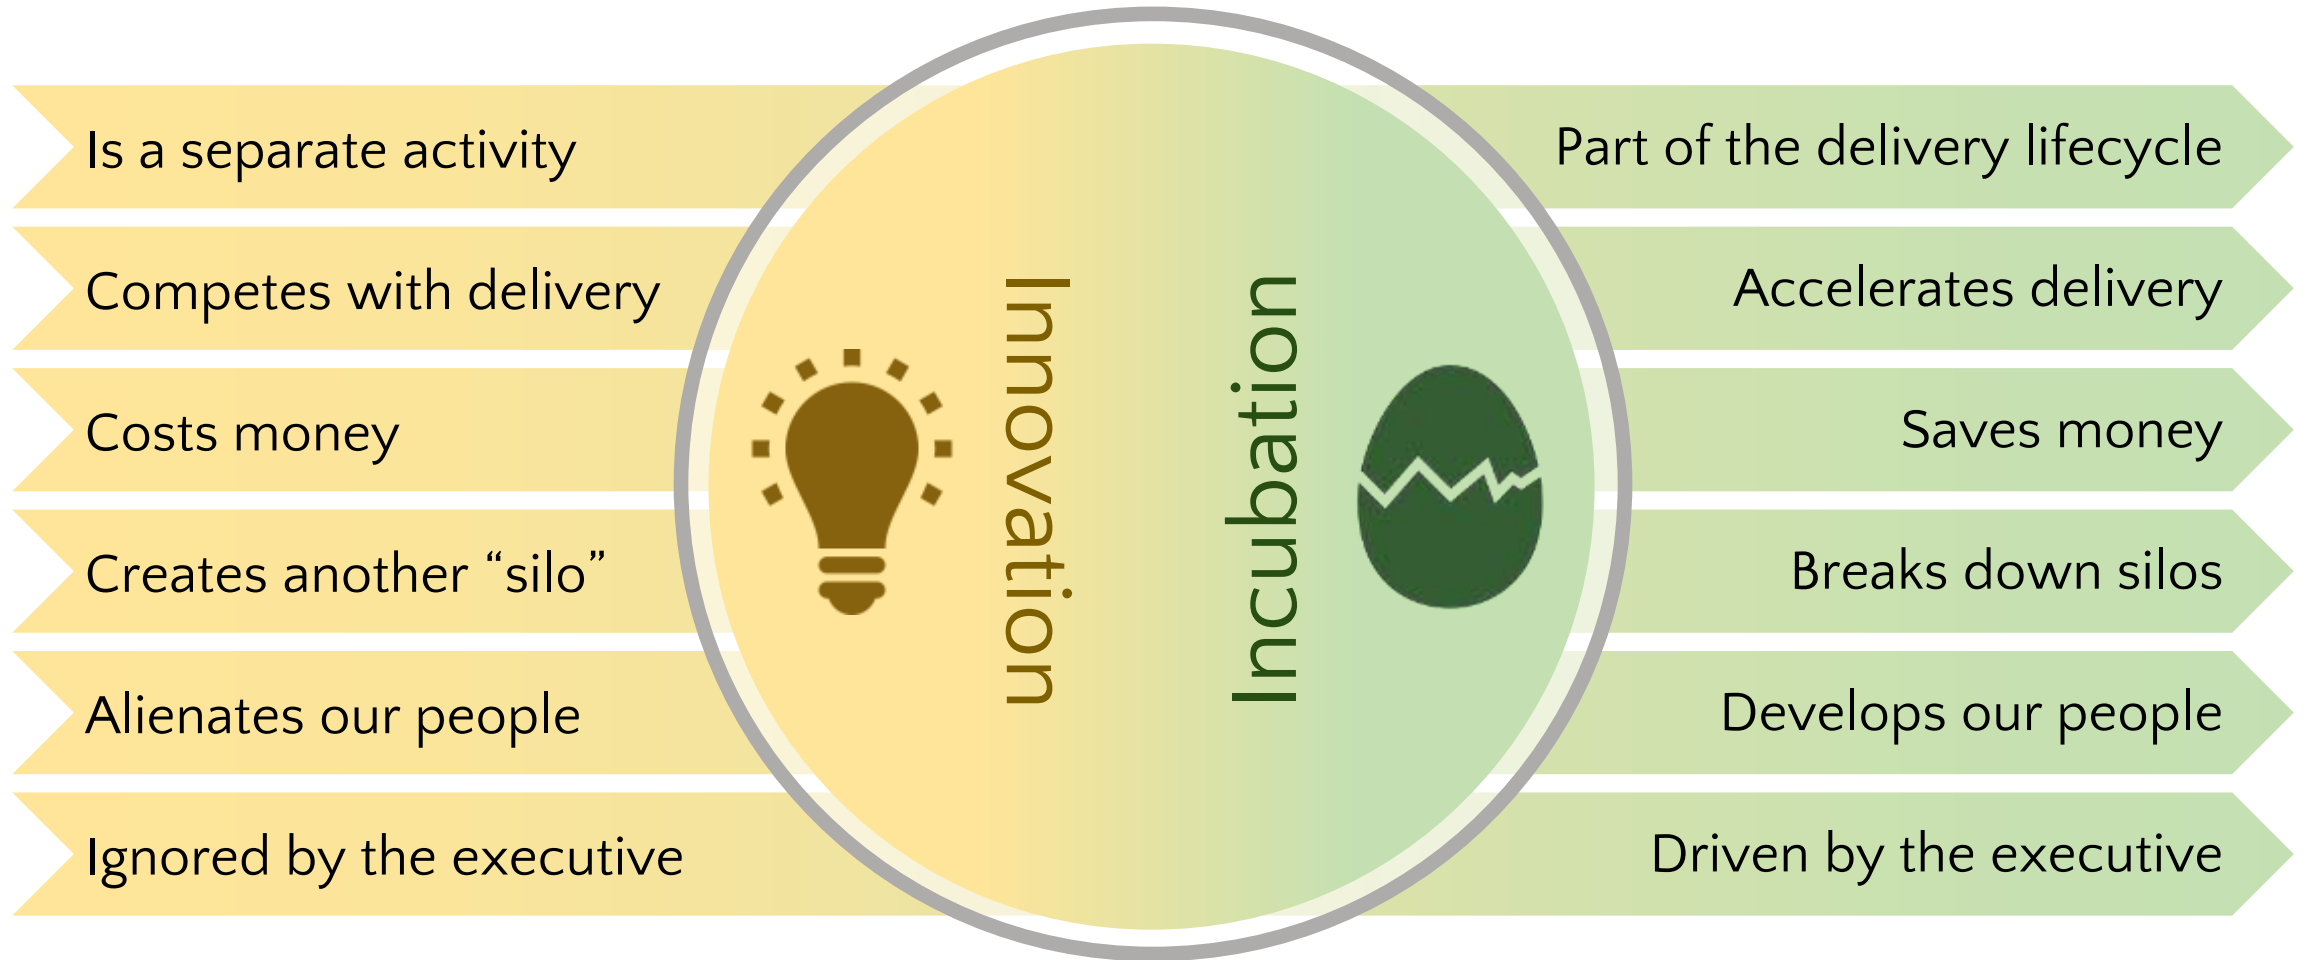 Is a separate activity
Competes with delivery
Costs money
Creates another “silo”
Alienates our people
Ignored by the executive
Innovation
Incubation
Part of the delivery lifecycle
Accelerates delivery
Saves money
Breaks down silos
Develops our people
Driven by the executive